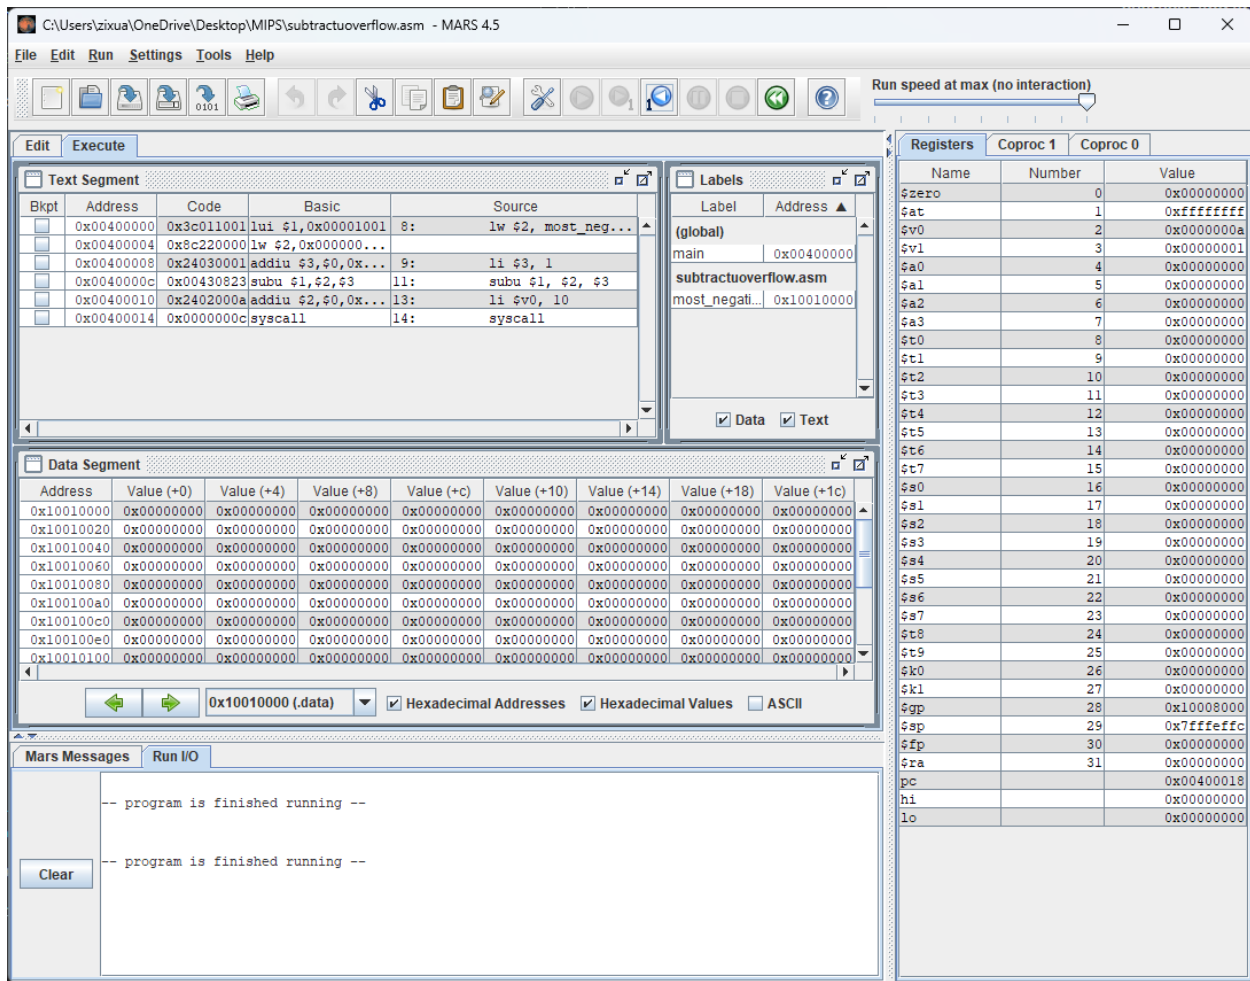 C:\Users\zixua\OneDrive\Desktop\MIPS\subtractuoverflow.asm - MARS 4.5
File Edit Run Settings Tools Help
Run speed at max (no interaction)
Edit Execute
Text Segment
Bkpt Address Code Basic Source
0x00400000 0x3c011001 lui $1,0x00001001 8: lw $2, most_neg...
0x00400004 0x8c220000 lw $2,0x000000...
0x00400008 0x24030001 addiu $3,$0,0x... 9: li $3, 1
0x0040000c 0x00430823 subu $1,$2,$3 11: subu $1, $2, $3
0x00400010 0x2402000a addiu $2,$0,0x... 13: li $v0, 10
0x00400014 0x0000000c syscall 14: syscall
Labels
Label Address ▲
(global)
main 0x00400000
subtractuoverflow.asm
most_negati... 0x10010000
Data Text
Data Segment
Address Value (+0) Value (+4) Value (+8) Value (+c) Value (+10) Value (+14) Value (+18) Value (+1c)
0x10010000 0x00000000 0x00000000 0x00000000 0x00000000 0x00000000 0x00000000 0x00000000 0x00000000
0x10010020 0x00000000 0x00000000 0x00000000 0x00000000 0x00000000 0x00000000 0x00000000 0x00000000
0x10010040 0x00000000 0x00000000 0x00000000 0x00000000 0x00000000 0x00000000 0x00000000 0x00000000
0x10010060 0x00000000 0x00000000 0x00000000 0x00000000 0x00000000 0x00000000 0x00000000 0x00000000
0x10010080 0x00000000 0x00000000 0x00000000 0x00000000 0x00000000 0x00000000 0x00000000 0x00000000
0x100100a0 0x00000000 0x00000000 0x00000000 0x00000000 0x00000000 0x00000000 0x00000000 0x00000000
0x100100c0 0x00000000 0x00000000 0x00000000 0x00000000 0x00000000 0x00000000 0x00000000 0x00000000
0x100100e0 0x00000000 0x00000000 0x00000000 0x00000000 0x00000000 0x00000000 0x00000000 0x00000000
0x10010100 0x00000000 0x00000000 0x00000000 0x00000000 0x00000000 0x00000000 0x00000000 0x00000000
0x10010000 (.data) Hexadecimal Addresses Hexadecimal Values ASCII
Mars Messages Run I/O
-- program is finished running --
-- program is finished running --
Clear
Registers Coproc 1 Coproc 0
Name Number Value
$zero 0 0x00000000
$at 1 0xffffffff
$v0 2 0x0000000a
$v1 3 0x00000001
$a0 4 0x00000000
$a1 5 0x00000000
$a2 6 0x00000000
$a3 7 0x00000000
$t0 8 0x00000000
$t1 9 0x00000000
$t2 10 0x00000000
$t3 11 0x00000000
$t4 12 0x00000000
$t5 13 0x00000000
$t6 14 0x00000000
$t7 15 0x00000000
$s0 16 0x00000000
$s1 17 0x00000000
$s2 18 0x00000000
$s3 19 0x00000000
$s4 20 0x00000000
$s5 21 0x00000000
$s6 22 0x00000000
$s7 23 0x00000000
$t8 24 0x00000000
$t9 25 0x00000000
$k0 26 0x00000000
$k1 27 0x00000000
$gp 28 0x10008000
$sp 29 0x7fffeffc
$fp 30 0x00000000
$ra 31 0x00000000
pc 0x00400018
hi 0x00000000
lo 0x00000000